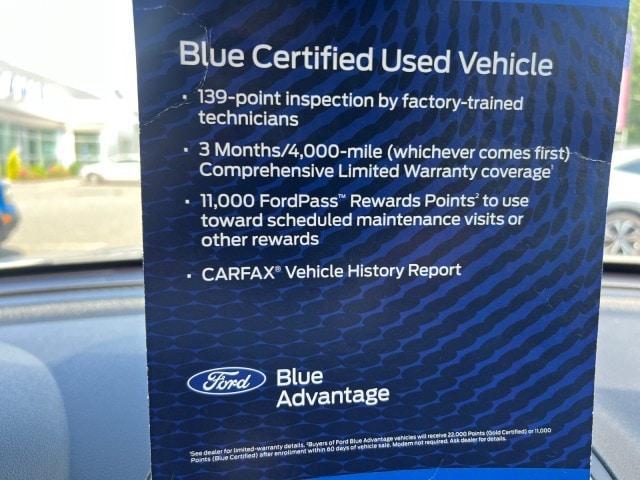 Blue Certified Used Vehicle
• 139-point inspection by factory-trained
technicians
• 3 Months/4,000-mile (whichever comes first)
Comprehensive Limited Warranty coverage¹
• 11,000 FordPass™ Rewards Points² to use
toward scheduled maintenance visits or
other rewards
• CARFAX® Vehicle History Report
Ford Blue
Advantage
¹See dealer for limited-warranty details. ²Buyers of Ford Blue Advantage vehicles will receive 22,000 Points (Gold Certified) or 11,000
Points (Blue Certified) after enrollment within 60 days of vehicle sale. Modem not required. Ask dealer for details.